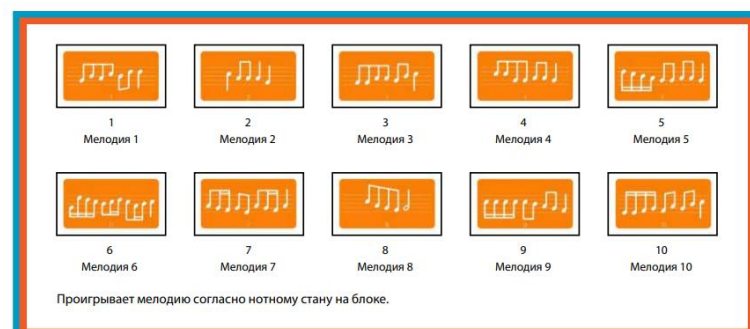 1 2 3 4 5
Мелодия 1 Мелодия 2 Мелодия 3 Мелодия 4 Мелодия 5
6 7 8 9 10
Мелодия 6 Мелодия 7 Мелодия 8 Мелодия 9 Мелодия 10
Проигрывает мелодию согласно нотному стану на блоке.